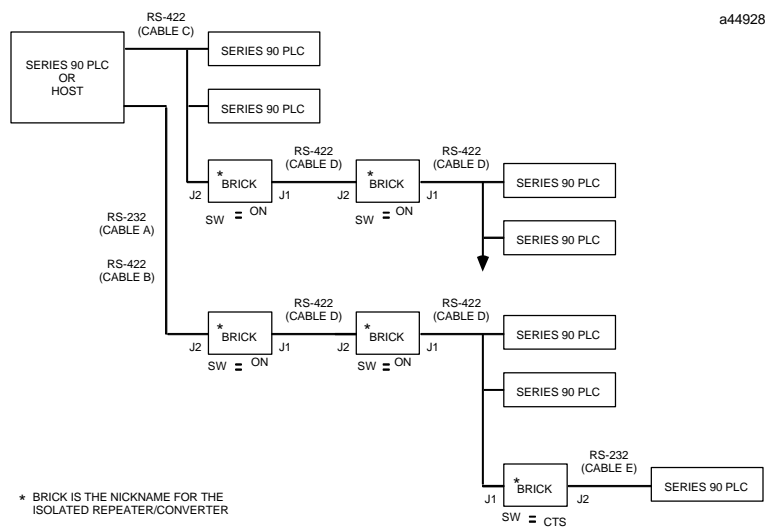 a44928
RS-422
(CABLE C)
SERIES 90 PLC
OR
HOST
SERIES 90 PLC
SERIES 90 PLC
RS-422
(CABLE D)
RS-422
(CABLE D)
* BRICK
* BRICK
SERIES 90 PLC
J2
J1
J2
J1
SW = ON
SW = ON
SERIES 90 PLC
RS-232
(CABLE A)
RS-422
(CABLE B)
RS-422
(CABLE D)
RS-422
(CABLE D)
* BRICK
* BRICK
SERIES 90 PLC
J2
J1
J2
J1
SW = ON
SW = ON
SERIES 90 PLC
RS-232
(CABLE E)
* BRICK
SERIES 90 PLC
J1
J2
SW = CTS
* BRICK IS THE NICKNAME FOR THE
ISOLATED REPEATER/CONVERTER